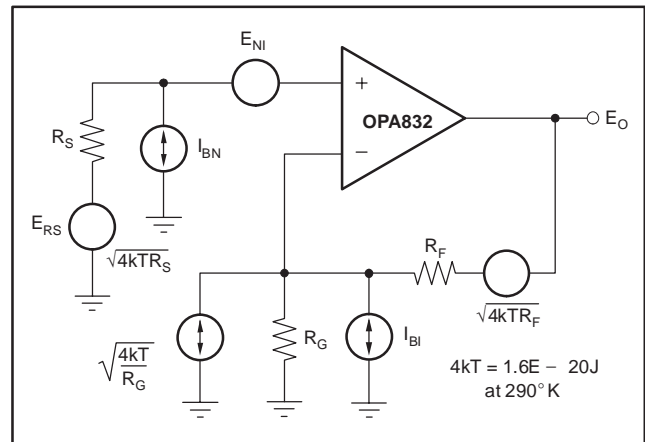 E_NI
+
OPA832
−
E_O
R_S
I_BN
E_RS
√4kTR_S
R_F
√4kTR_F
√4kT/R_G
R_G
I_BI
4kT = 1.6E − 20J
at 290°K